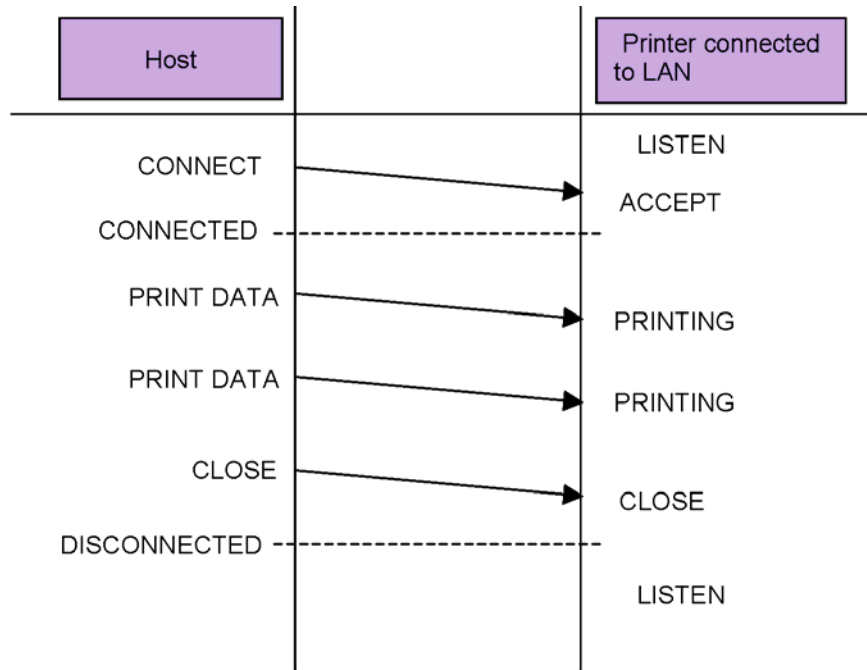 Host
Printer connected
to LAN
LISTEN
CONNECT
ACCEPT
CONNECTED
PRINT DATA
PRINTING
PRINT DATA
PRINTING
CLOSE
CLOSE
DISCONNECTED
LISTEN